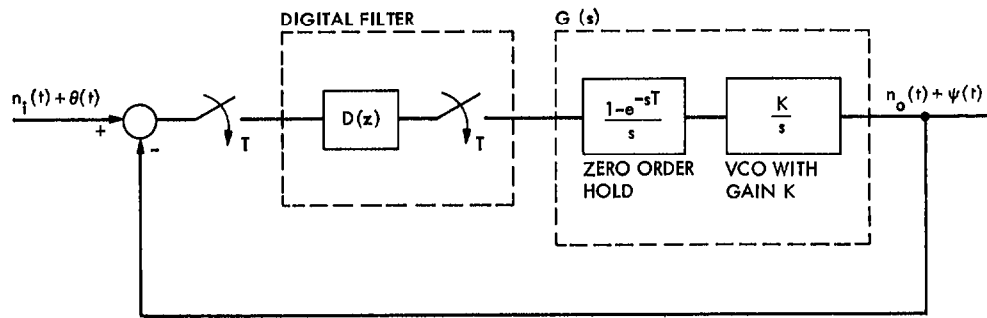 DIGITAL FILTER
G (s)
n_i(t) + θ(t)
+
-
T
D(z)
T
1-e^{-sT}
s
ZERO ORDER
HOLD
K
s
VCO WITH
GAIN K
n_o(t) + ψ(t)